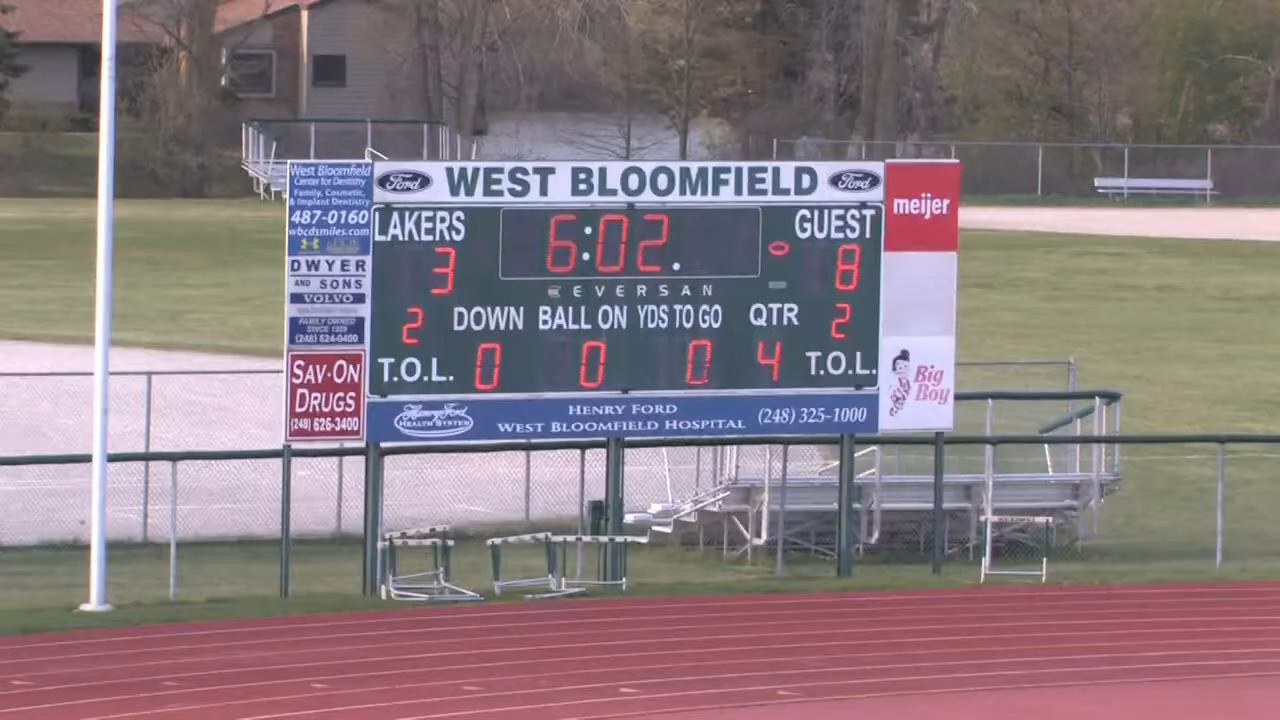 West Bloomfield
Center for Dentistry
Family, Cosmetic,
& Implant Dentistry
487-0160
wbcdsmiles.com
DWYER
AND SONS
VOLVO
FAMILY OWNED
SINCE 1959
(248) 624-0400
SAV-ON
DRUGS
(248) 626-3400
Ford WEST BLOOMFIELD Ford
LAKERS 6:02. GUEST
3 8
EVERSAN
2 DOWN BALL ON YDS TO GO QTR 2
T.O.L. 0 0 0 4 T.O.L.
Henry Ford
HEALTH SYSTEM
HENRY FORD
WEST BLOOMFIELD HOSPITAL
(248) 325-1000
meijer
Big
Boy